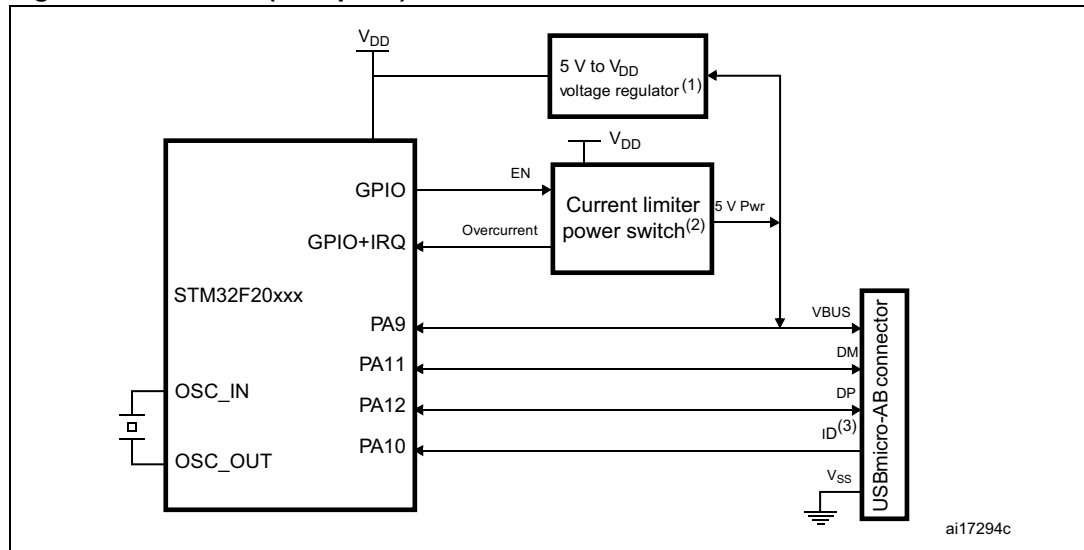 V_DD
5 V to V_DD
voltage regulator (1)
V_DD
GPIO
EN
Current limiter
power switch(2)
5 V Pwr
GPIO+IRQ
Overcurrent
STM32F20xxx
PA9
VBUS
PA11
DM
OSC_IN
PA12
DP
PA10
ID(3)
OSC_OUT
V_SS
USBmicro-AB connector
ai17294c